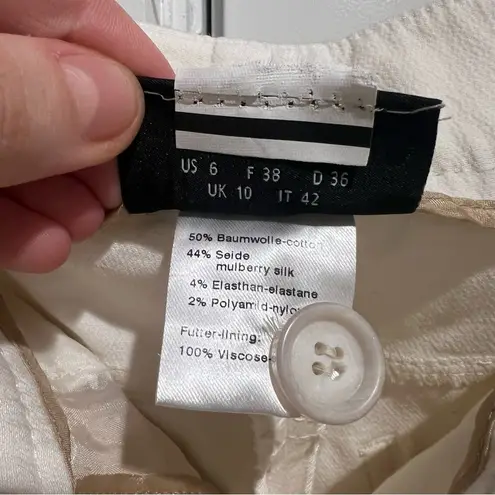 US 6 F 38 D 36
UK 10 IT 42
50% Baumwolle-cotton
44% Seide
mulberry silk
4% Elasthan-elastane
2% Polyamid-nylon
Futter-lining:
100% Viscose-